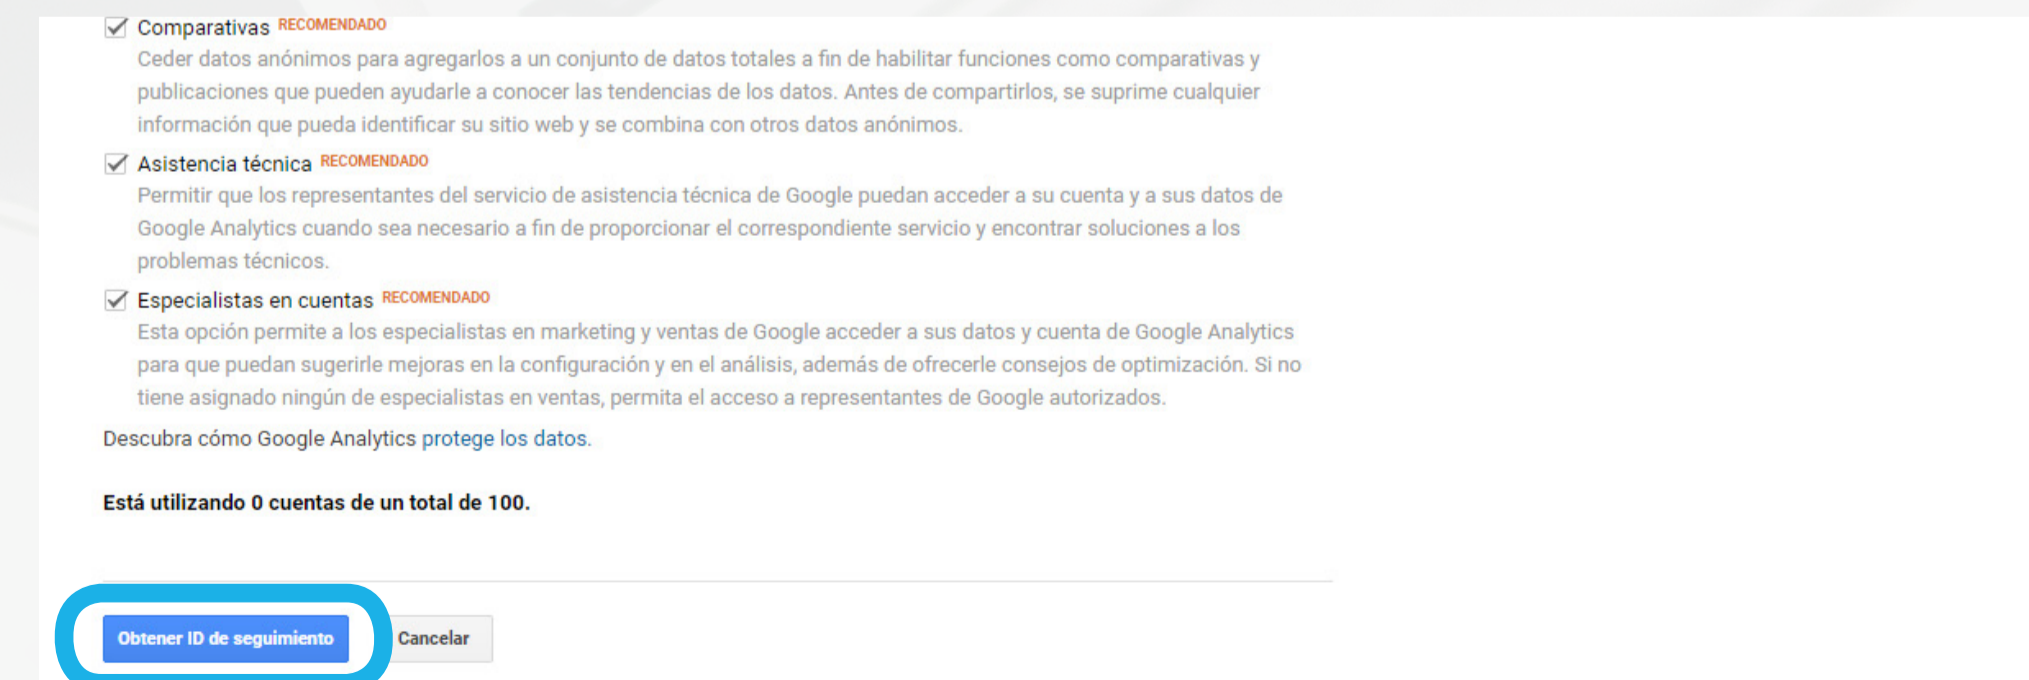 Comparativas RECOMENDADO
Ceder datos anónimos para agregarlos a un conjunto de datos totales a fin de habilitar funciones como comparativas y
publicaciones que pueden ayudarle a conocer las tendencias de los datos. Antes de compartirlos, se suprime cualquier
información que pueda identificar su sitio web y se combina con otros datos anónimos.
Asistencia técnica RECOMENDADO
Permitir que los representantes del servicio de asistencia técnica de Google puedan acceder a su cuenta y a sus datos de
Google Analytics cuando sea necesario a fin de proporcionar el correspondiente servicio y encontrar soluciones a los
problemas técnicos.
Especialistas en cuentas RECOMENDADO
Esta opción permite a los especialistas en marketing y ventas de Google acceder a sus datos y cuenta de Google Analytics
para que puedan sugerirle mejoras en la configuración y en el análisis, además de ofrecerle consejos de optimización. Si no
tiene asignado ningún de especialistas en ventas, permita el acceso a representantes de Google autorizados.
Descubra cómo Google Analytics protege los datos.
Está utilizando 0 cuentas de un total de 100.
Obtener ID de seguimiento Cancelar